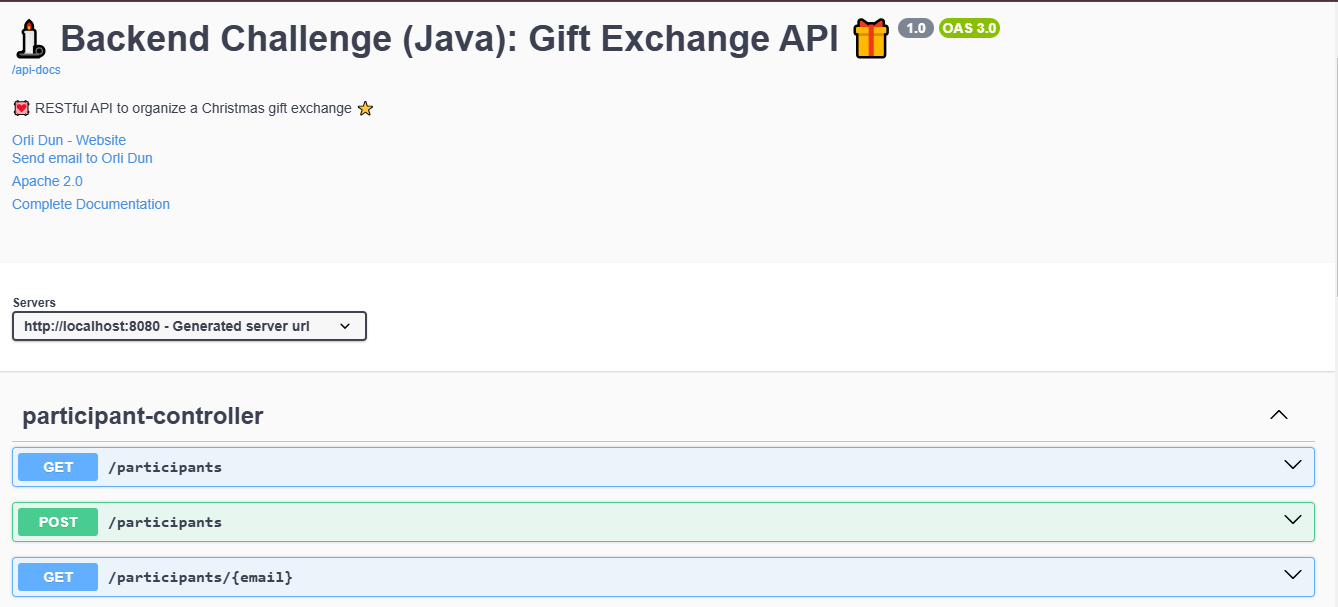 Backend Challenge (Java): Gift Exchange API 1.0 OAS 3.0
/api-docs
RESTful API to organize a Christmas gift exchange
Orli Dun - Website
Send email to Orli Dun
Apache 2.0
Complete Documentation
Servers
http://localhost:8080 - Generated server url
participant-controller
GET /participants
POST /participants
GET /participants/{email}